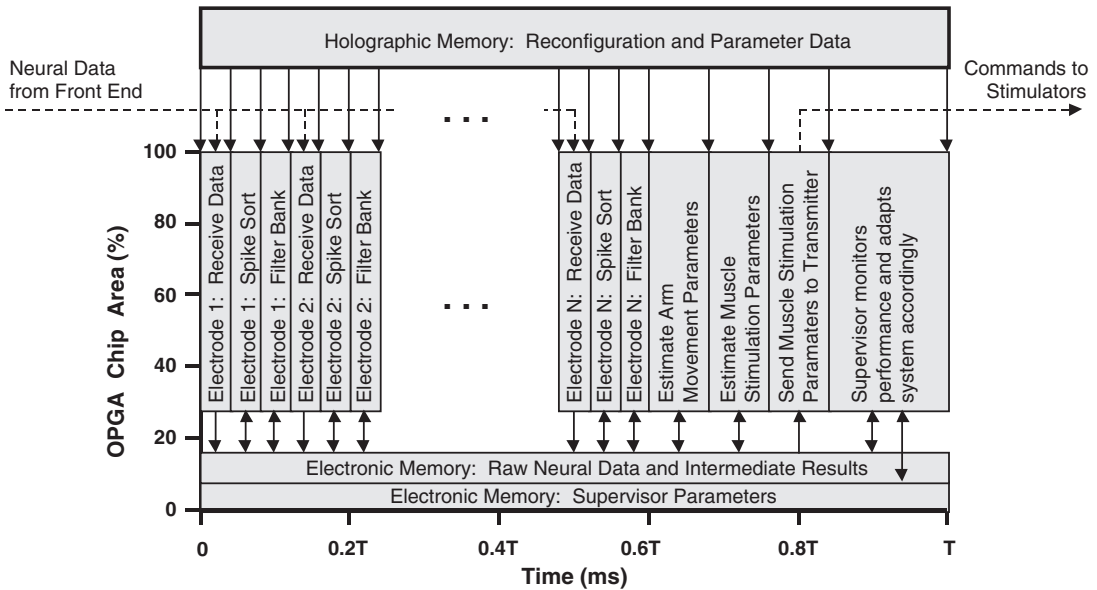 Holographic Memory: Reconfiguration and Parameter Data
Neural Data
from Front End
Commands to
Stimulators
. . .
100
80
60
40
20
0
OPGA Chip Area (%)
Electrode 1: Receive Data
Electrode 1: Spike Sort
Electrode 1: Filter Bank
Electrode 2: Receive Data
Electrode 2: Spike Sort
Electrode 2: Filter Bank
. . .
Electrode N: Receive Data
Electrode N: Spike Sort
Electrode N: Filter Bank
Estimate Arm
Movement Parameters
Estimate Muscle
Stimulation Parameters
Send Muscle Stimulation
Paramaters to Transmitter
Supervisor monitors
performance and adapts
system accordingly
Electronic Memory: Raw Neural Data and Intermediate Results
Electronic Memory: Supervisor Parameters
0
0.2T
0.4T
0.6T
0.8T
T
Time (ms)